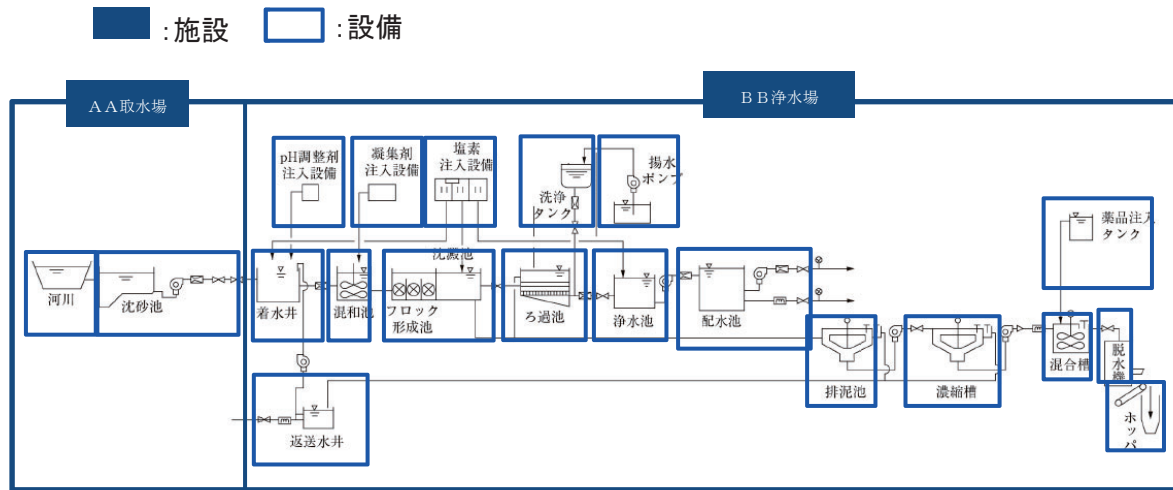 :施設
:設備
AA取水場
BB浄水場
pH調整剤
注入設備
凝集剤
注入設備
塩素
注入設備
洗浄
タンク
揚水
ポンプ
薬品注入
タンク
河川
沈砂池
着水井
混和池
沈澱池
フロック
形成池
ろ過池
浄水池
配水池
排泥池
濃縮槽
混合槽
脱水機
ホッパ
返送水井